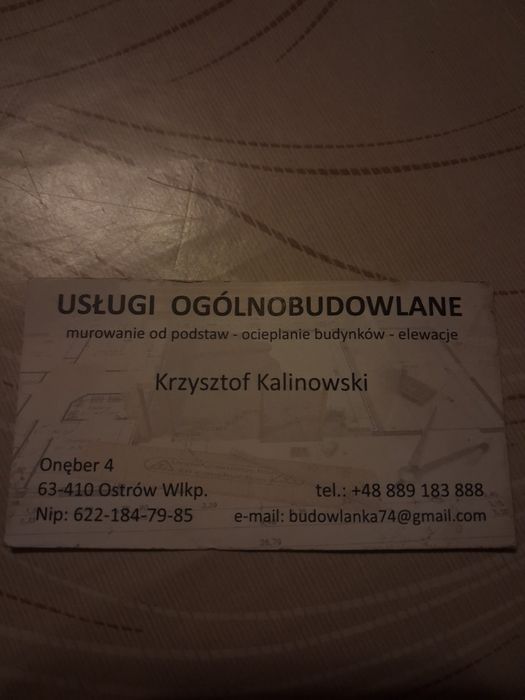 USŁUGI OGÓLNOBUDOWLANE
murowanie od podstaw - ocieplanie budynków - elewacje
Krzysztof Kalinowski
Onęber 4
63-410 Ostrów Wlkp.
tel.: +48 889 183 888
Nip: 622-184-79-85
e-mail: budowlanka74@gmail.com